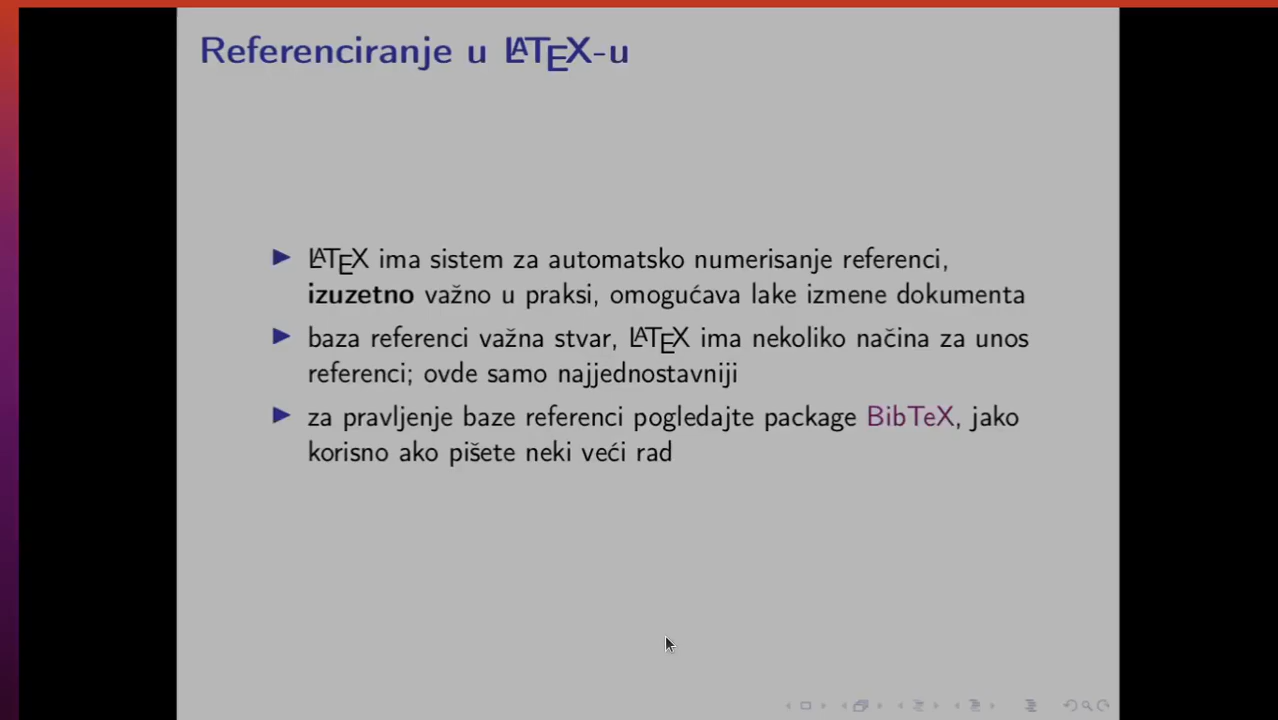 Referenciranje u LATEX-u
LATEX ima sistem za automatsko numerisanje referenci,
izuzetno važno u praksi, omogućava lake izmene dokumenta
baza referenci važna stvar, LATEX ima nekoliko načina za unos
referenci; ovde samo najjednostavniji
za pravljenje baze referenci pogledajte package BibTeX, jako
korisno ako pišete neki veći rad